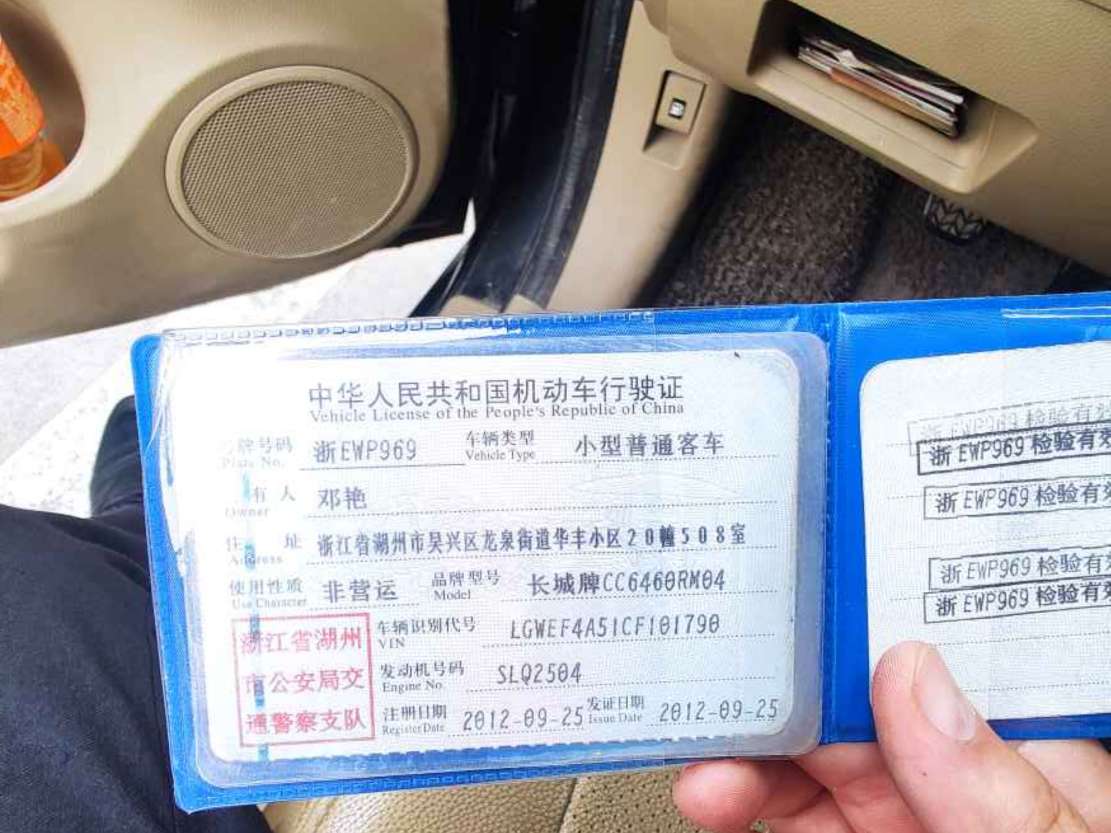 中华人民共和国机动车行驶证
Vehicle License of the People's Republic of China
号牌号码 浙EWP969 车辆类型 小型普通客车
Plate No. Vehicle Type
所有人 邓艳
Owner
住址 浙江省湖州市吴兴区龙泉街道华丰小区20幢508室
Address
使用性质 非营运 品牌型号 长城牌CC6460RM04
Use Character Model
浙江省湖州
市公安局交
通警察支队
车辆识别代号 LGWEF4A51CF101790
VIN
发动机号码 SLQ2504
Engine No.
注册日期 2012-09-25 发证日期 2012-09-25
Register Date Issue Date
浙EWP969 检验有
浙EWP969 检验有效
浙EWP969 检验有效
浙EWP969 检验有效
浙EWP969 检验有效